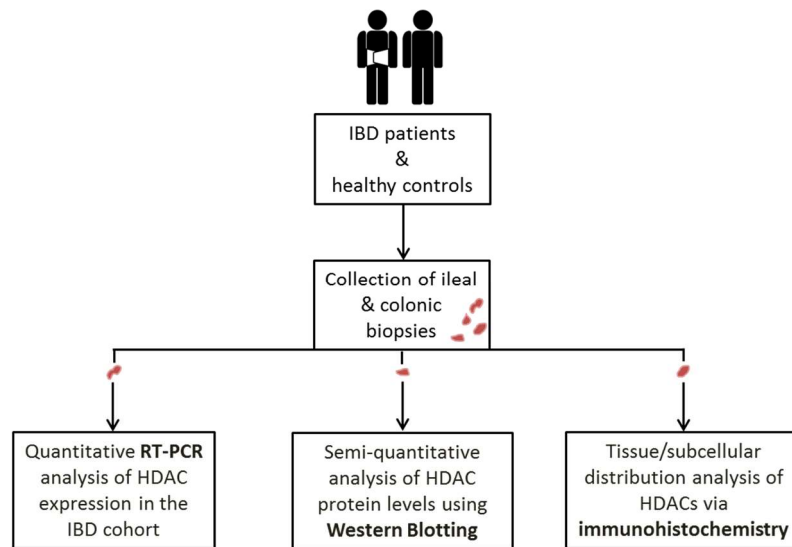 IBD patients
&
healthy controls
Collection of ileal
& colonic
biopsies
Quantitative RT-PCR
analysis of HDAC
expression in the
IBD cohort
Semi-quantitative
analysis of HDAC
protein levels using
Western Blotting
Tissue/subcellular
distribution analysis of
HDACs via
immunohistochemistry